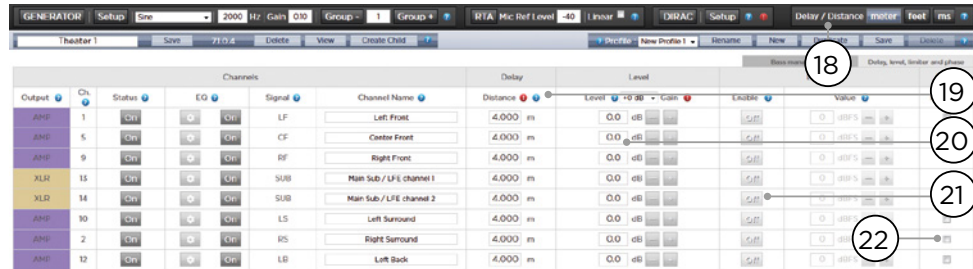 GENERATOR Setup Sine 2000 Hz Gain 0.10 Group - 1 Group + ? RTA Mic Ref Level -40 Linear ? DIRAC Setup ? ? Delay / Distance meter feet ms ?
Theater 1 Save 7.1.0.4 Delete View Create Child ? Profile New Profile 1 Rename New Duplicate Save Delete
18
Delay, level, limiter and phase
Channels Delay Level
Output ? Ch. ? Status ? EQ ? Signal ? Channel Name ? Distance ! ? Level ? +0 dB Gain ! Enable ? Value ?
19
AMP 1 On On LF Left Front 4.000 m 0.0 dB - + Off 0 dBFS - +
AMP 5 On On CF Center Front 4.000 m 0.0 dB - + Off 0 dBFS - +
20
AMP 9 On On RF Right Front 4.000 m 0.0 dB - + Off 0 dBFS - +
XLR 13 On On SUB Main Sub / LFE channel 1 4.000 m 0.0 dB - + Off 0 dBFS - +
XLR 14 On On SUB Main Sub / LFE channel 2 4.000 m 0.0 dB - + Off 0 dBFS - +
21
AMP 10 On On LS Left Surround 4.000 m 0.0 dB - + Off 0 dBFS - +
AMP 2 On On RS Right Surround 4.000 m 0.0 dB - + Off 0
22
AMP 12 On On LB Left Back 4.000 m 0.0 dB - + Off 0 dBFS - +